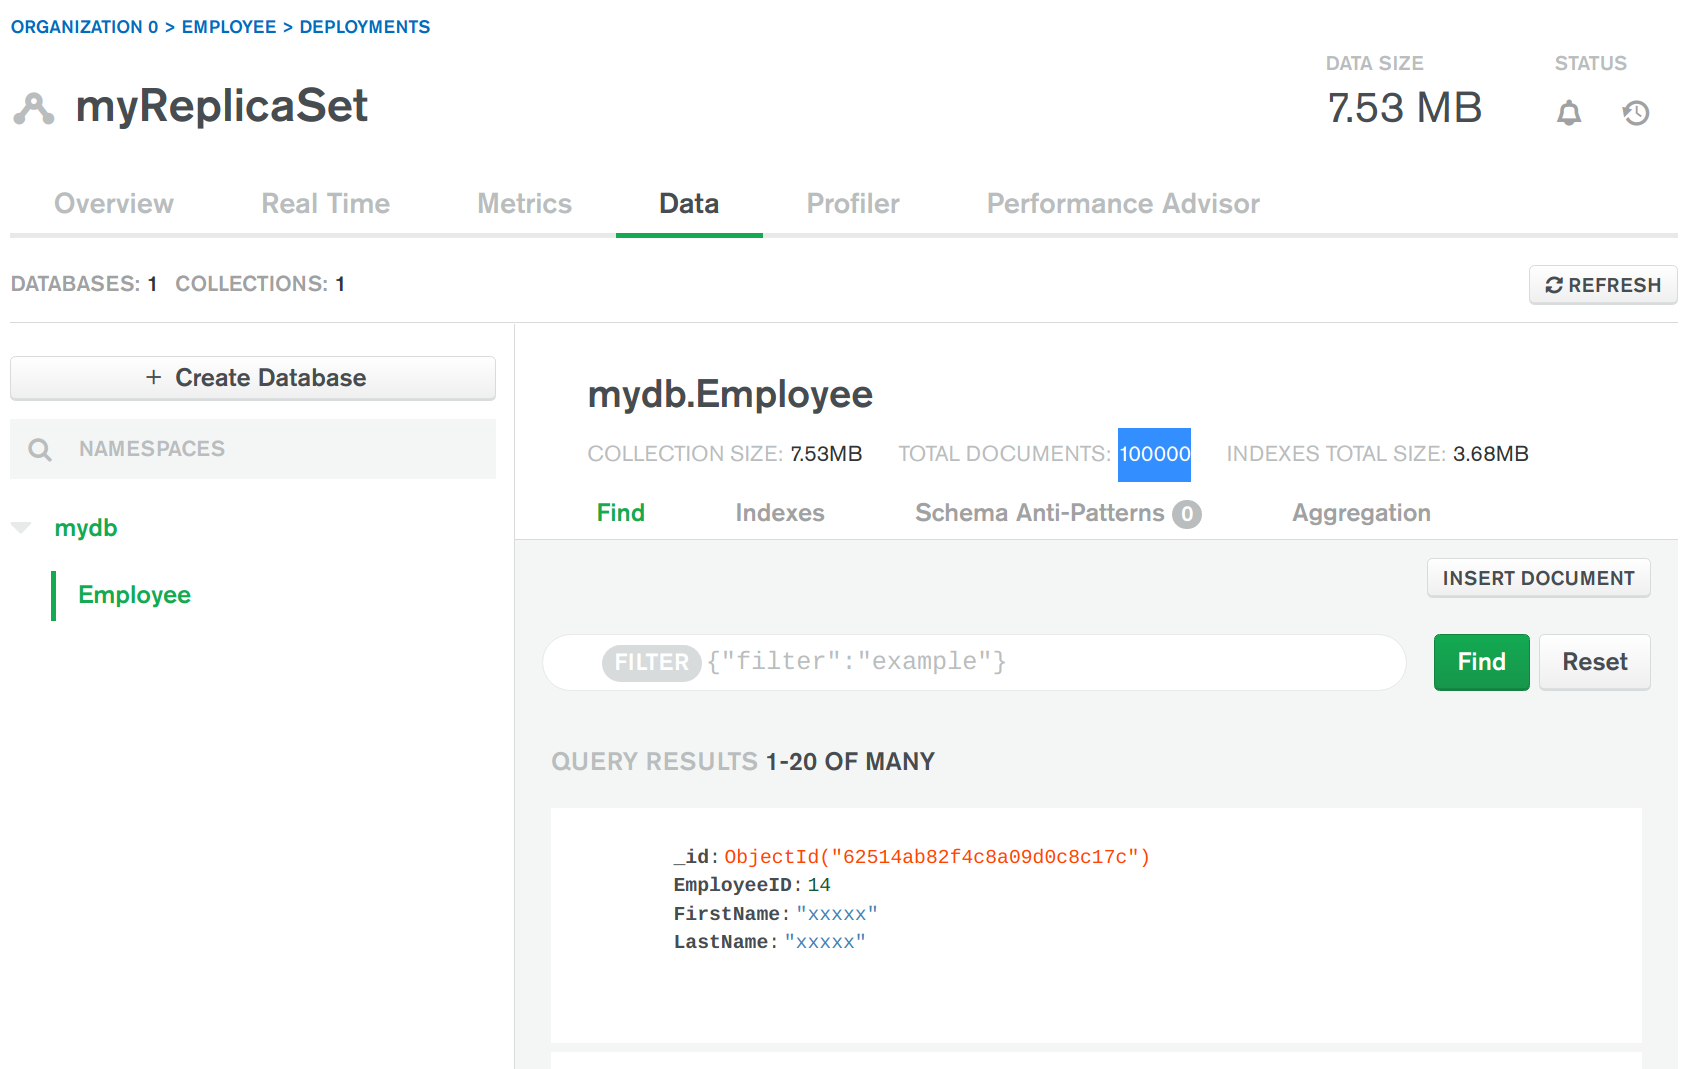 ORGANIZATION 0 > EMPLOYEE > DEPLOYMENTS
myReplicaSet
DATA SIZE
7.53 MB
STATUS
Overview Real Time Metrics Data Profiler Performance Advisor
DATABASES: 1 COLLECTIONS: 1
REFRESH
+ Create Database
NAMESPACES
mydb
Employee
mydb.Employee
COLLECTION SIZE: 7.53MB TOTAL DOCUMENTS: 100000 INDEXES TOTAL SIZE: 3.68MB
Find Indexes Schema Anti-Patterns 0 Aggregation
INSERT DOCUMENT
FILTER {"filter":"example"}
Find Reset
QUERY RESULTS 1-20 OF MANY
_id: ObjectId("62514ab82f4c8a09d0c8c17c")
EmployeeID: 14
FirstName: "xxxxx"
LastName: "xxxxx"